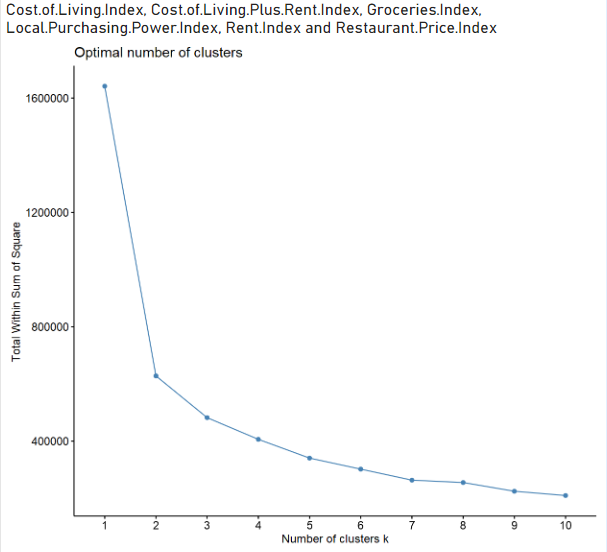 Cost.of.Living.Index, Cost.of.Living.Plus.Rent.Index, Groceries.Index,
Local.Purchasing.Power.Index, Rent.Index and Restaurant.Price.Index
Optimal number of clusters
Total Within Sum of Square
1600000
1200000
800000
400000
1 2 3 4 5 6 7 8 9 10
Number of clusters k